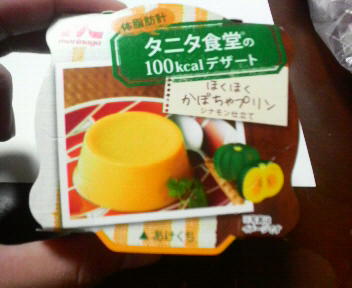 morinaga
体脂肪計
タニタ食堂の
100kcalデザート
ほくほく
かぼちゃプリン
シナモン仕立て
▲あけくち